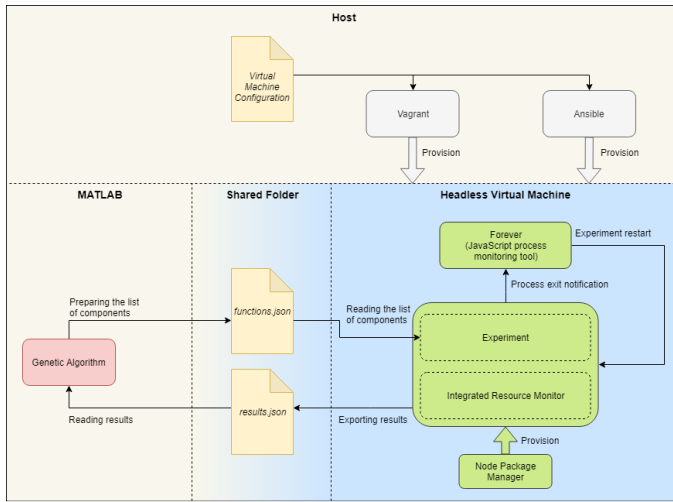 Host
Virtual
Machine
Configuration
Vagrant
Ansible
Provision
Provision
MATLAB
Shared Folder
Headless Virtual Machine
Forever
(JavaScript process
monitoring tool)
Experiment restart
Process exit notification
Preparing the list
of components
functions.json
Reading the list
of components
Experiment
Genetic Algorithm
Integrated Resource Monitor
Reading results
results.json
Exporting results
Provision
Node Package
Manager